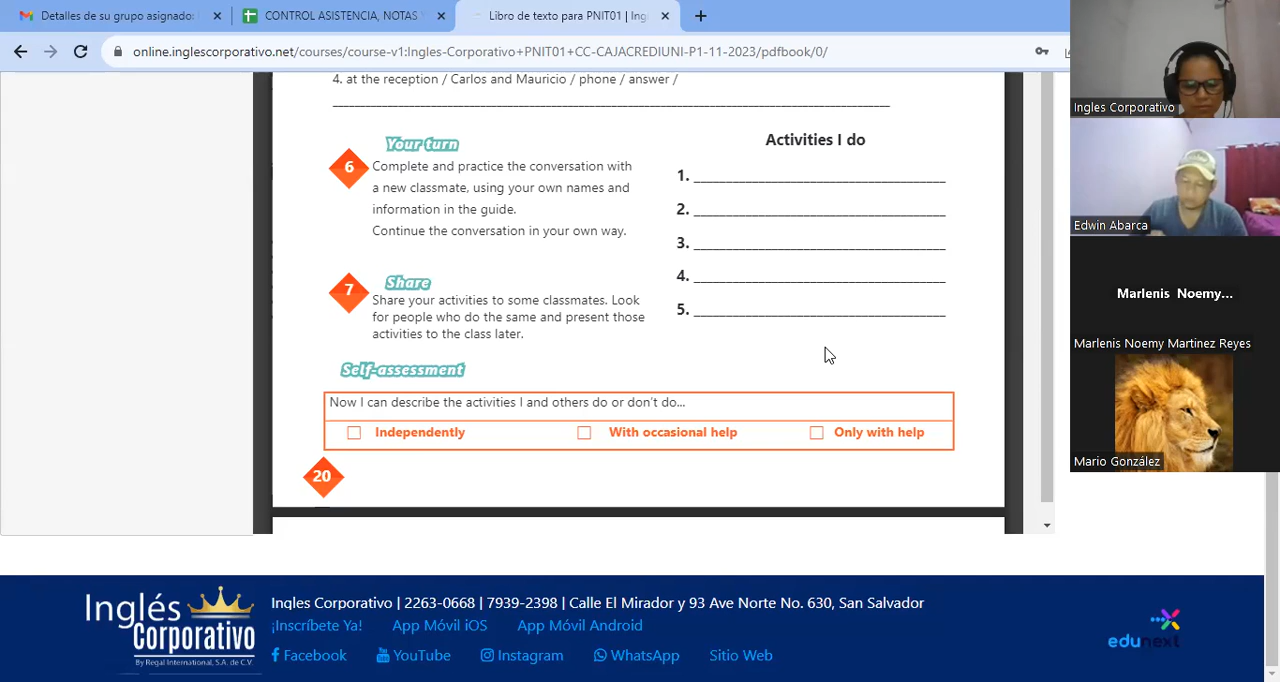 Detalles de su grupo asignado:
CONTROL ASISTENCIA, NOTAS Y
Libro de texto para PNIT01 | Ing
online.inglescorporativo.net/courses/course-v1:Ingles-Corporativo+PNIT01+CC-CAJACREDIUNI-P1-11-2023/pdfbook/0/
4. at the reception / Carlos and Mauricio / phone / answer /
Your turn
6
Complete and practice the conversation with
a new classmate, using your own names and
information in the guide.
Continue the conversation in your own way.
7
Share
Share your activities to some classmates. Look
for people who do the same and present those
activities to the class later.
Activities I do
1.
2.
3.
4.
5.
Self-assessment
Now I can describe the activities I and others do or don't do...
Independently
With occasional help
Only with help
20
Ingles Corporativo
Edwin Abarca
Marlenis Noemy...
Marlenis Noemy Martinez Reyes
Mario González
Inglés
Corporativo
By Regal International, S.A. de C.V.
Ingles Corporativo | 2263-0668 | 7939-2398 | Calle El Mirador y 93 Ave Norte No. 630, San Salvador
¡Inscríbete Ya!
App Móvil iOS
App Móvil Android
Facebook
YouTube
Instagram
WhatsApp
Sitio Web
edunext